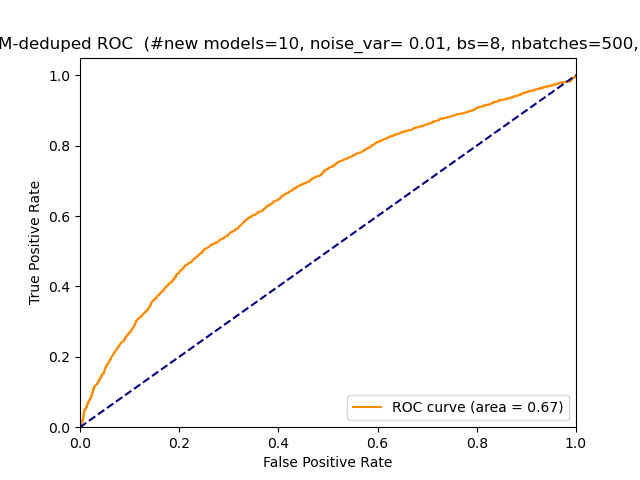 M-deduped ROC  (#new models=10, noise_var= 0.01, bs=8, nbatches=500,
1.0
0.8
0.6
0.4
0.2
0.0
True Positive Rate
ROC curve (area = 0.67)
0.0 0.2 0.4 0.6 0.8 1.0
False Positive Rate